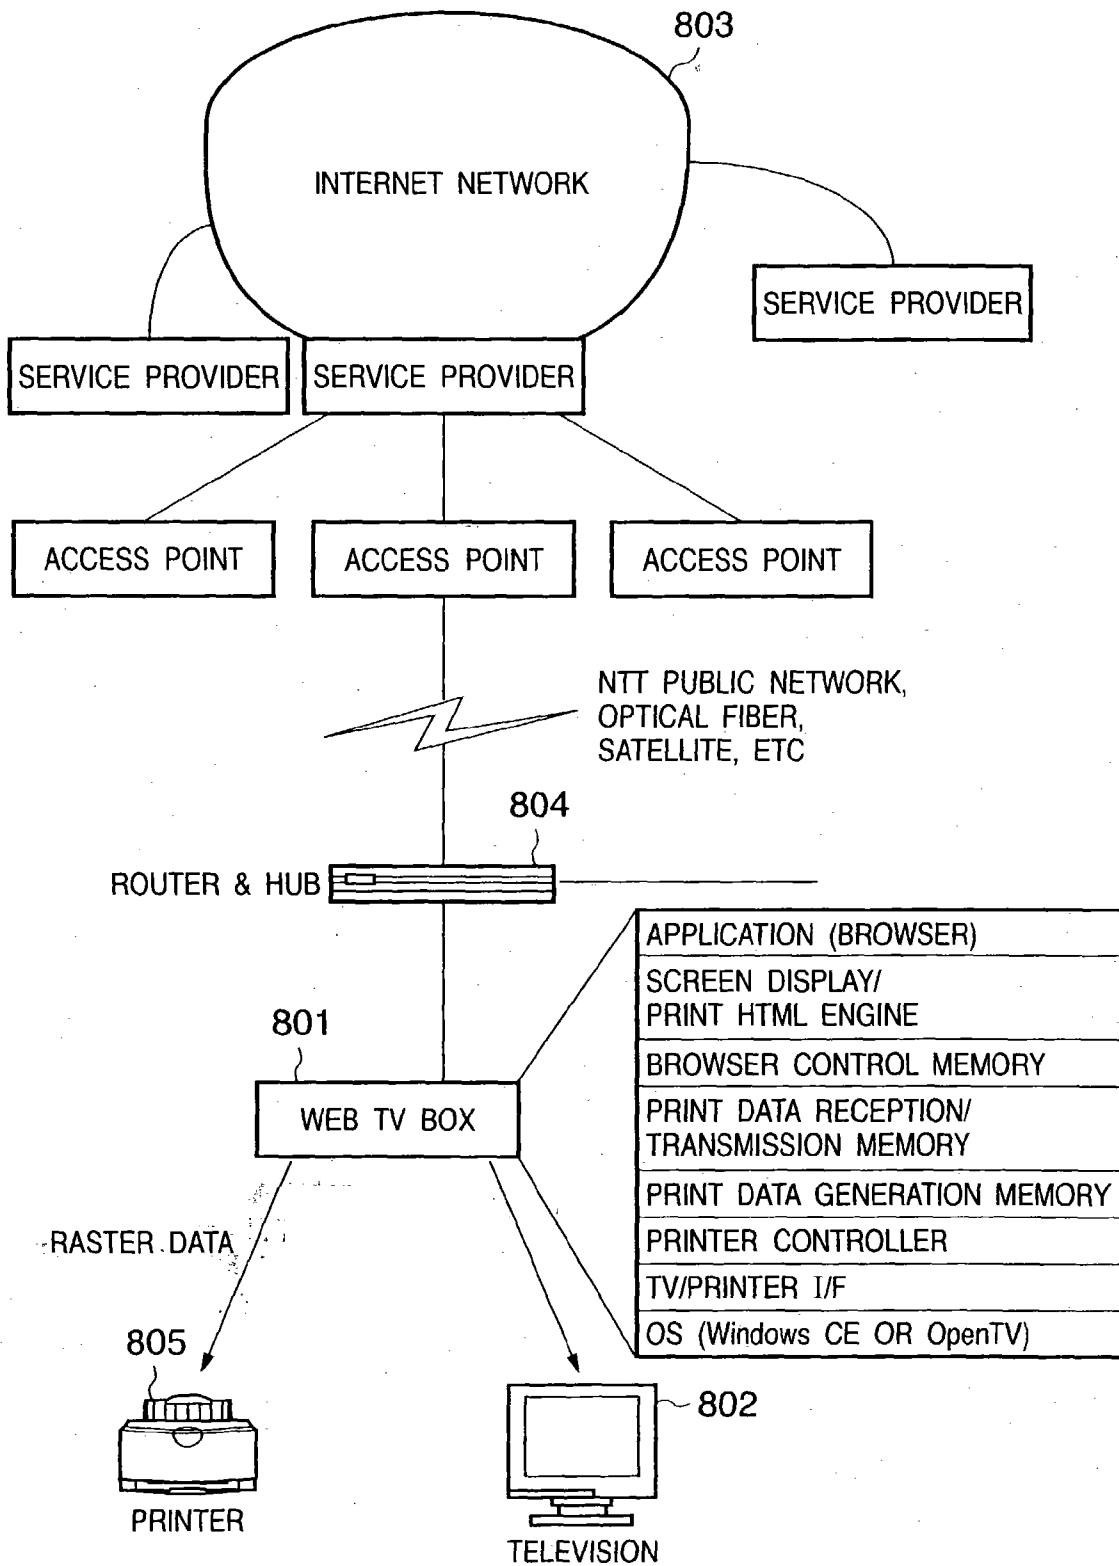 803
INTERNET NETWORK
SERVICE PROVIDER
SERVICE PROVIDER
SERVICE PROVIDER
ACCESS POINT
ACCESS POINT
ACCESS POINT
NTT PUBLIC NETWORK,
OPTICAL FIBER,
SATELLITE, ETC
804
ROUTER & HUB
801
WEB TV BOX
APPLICATION (BROWSER)
SCREEN DISPLAY/
PRINT HTML ENGINE
BROWSER CONTROL MEMORY
PRINT DATA RECEPTION/
TRANSMISSION MEMORY
PRINT DATA GENERATION MEMORY
PRINTER CONTROLLER
TV/PRINTER I/F
OS (Windows CE OR OpenTV)
RASTER DATA
805
802
PRINTER
TELEVISION